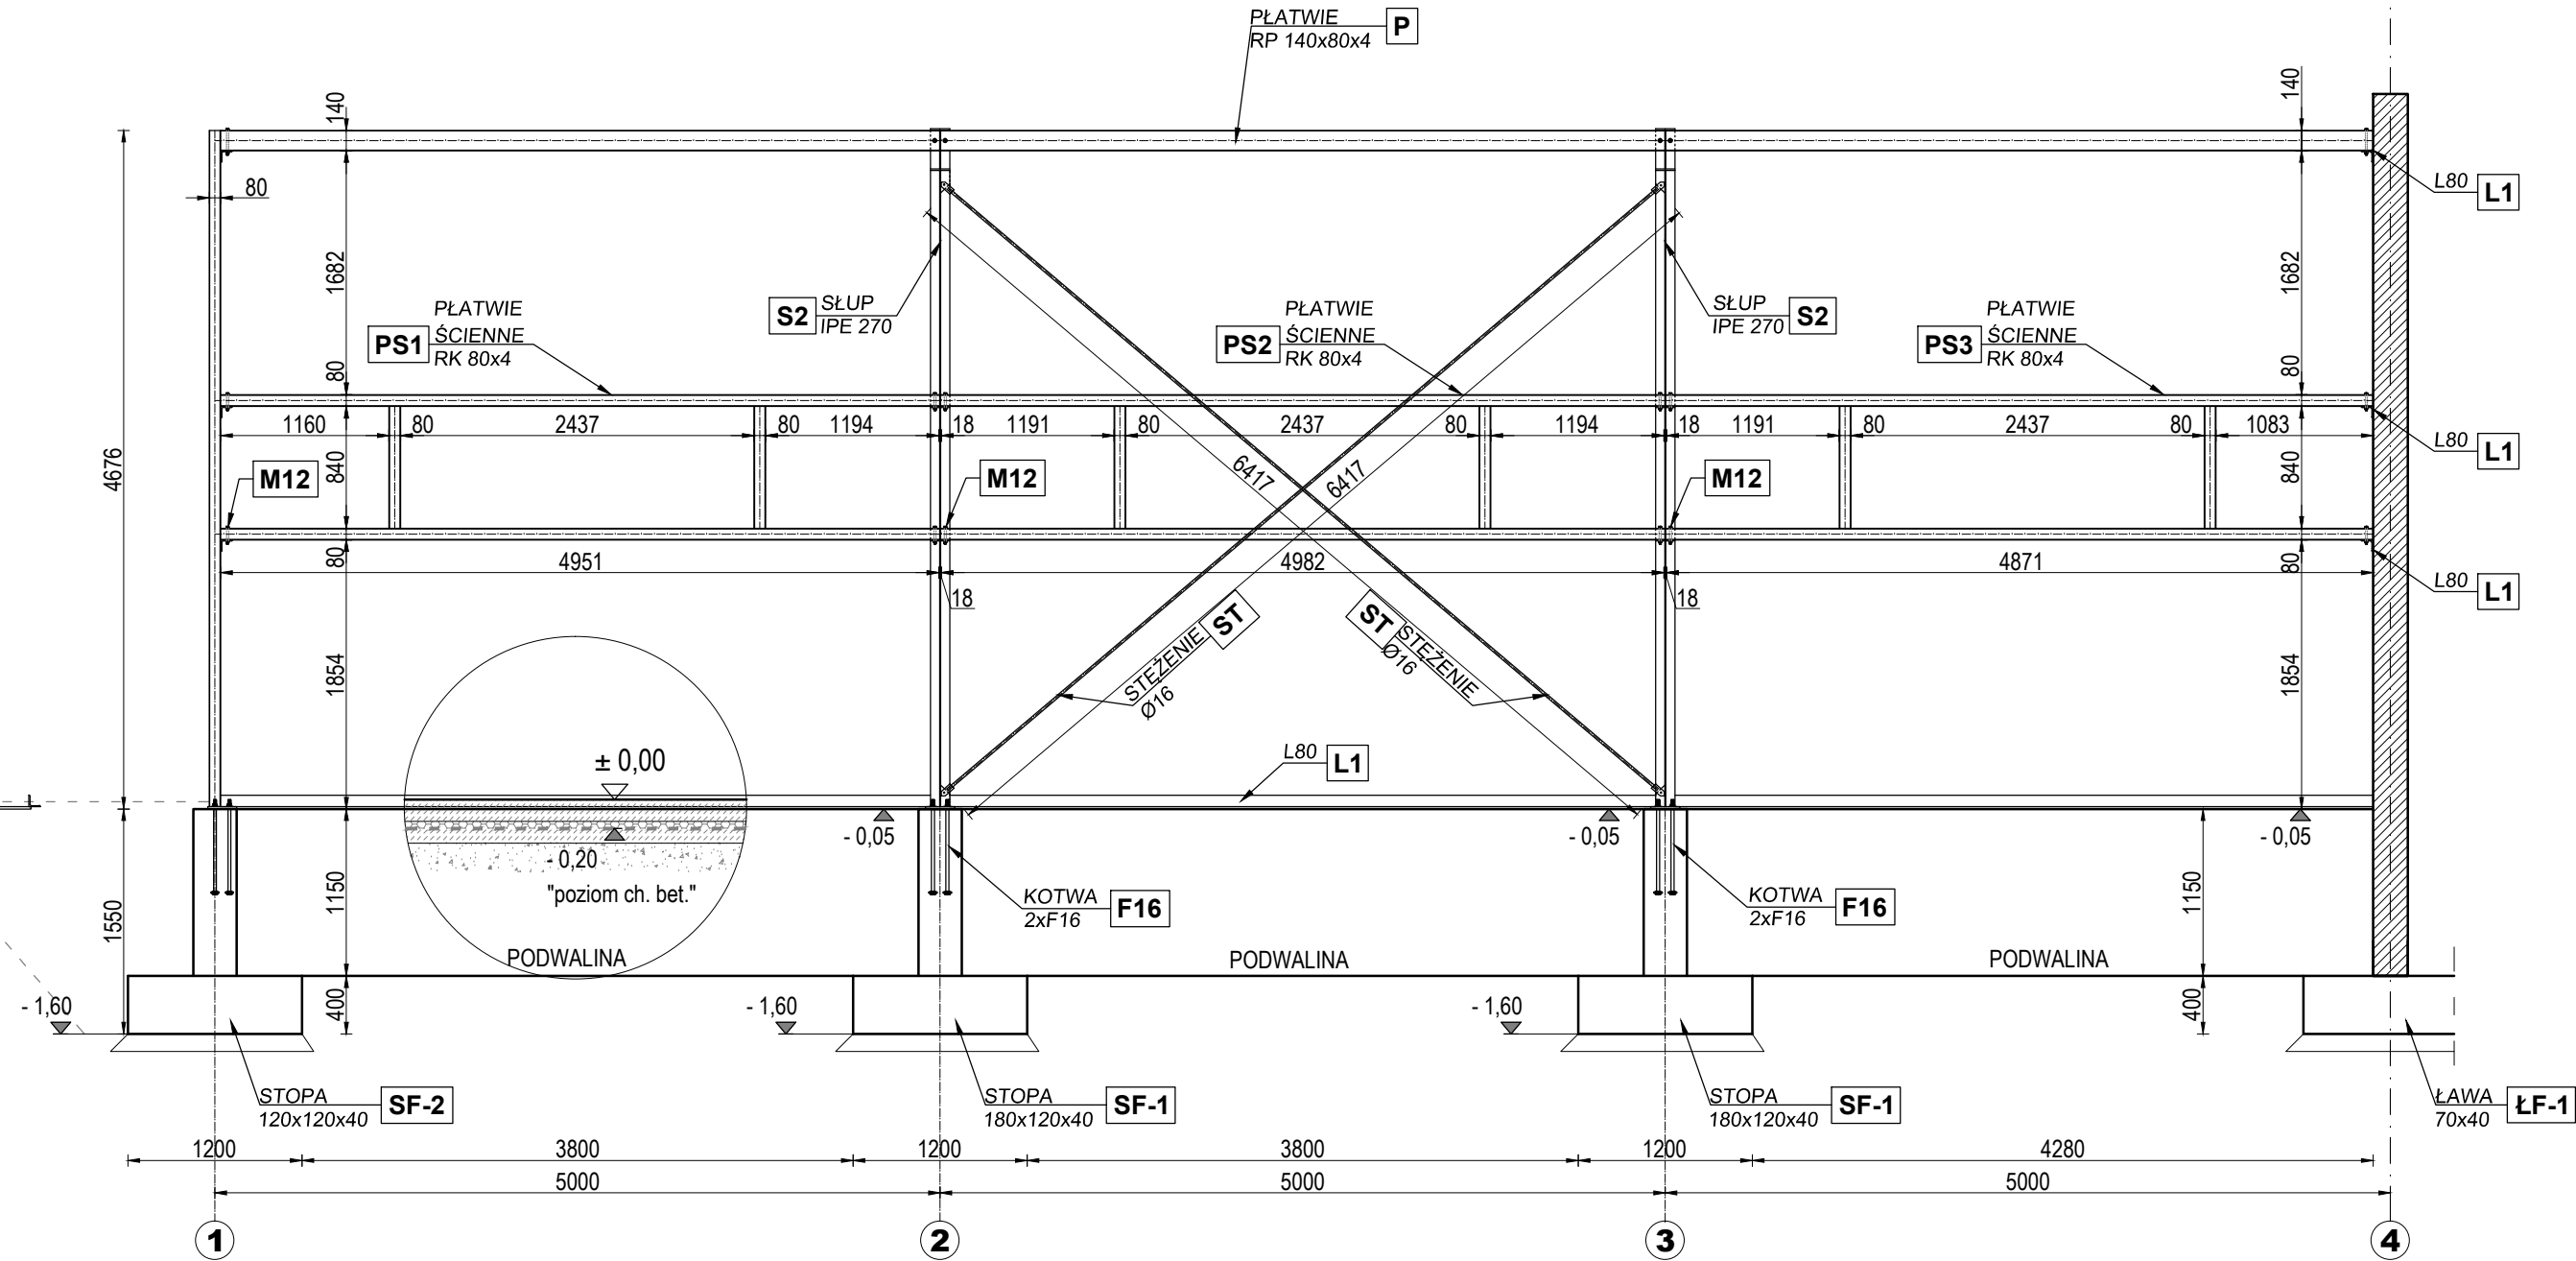 PŁATWIE
RP 140x80x4
P
140
140
80
L80
L1
4676
1682
1682
PS1
PŁATWIE
ŚCIENNE
RK 80x4
S2
SŁUP
IPE 270
PS2
PŁATWIE
ŚCIENNE
RK 80x4
SŁUP
IPE 270
S2
PS3
PŁATWIE
ŚCIENNE
RK 80x4
80
80
1160
80
2437
80
1194
18
1191
80
2437
80
1194
18
1191
80
2437
80
1083
L80
L1
840
M12
M12
6417
6417
M12
840
80
4951
4982
4871
80
18
18
L80
L1
1854
STĘŻENIE
Ø16
ST
ST
STĘŻENIE
Ø16
1854
± 0,00
L80
L1
- 0,05
- 0,05
- 0,05
- 0,20
"poziom ch. bet."
1550
1150
KOTWA
2xF16
F16
KOTWA
2xF16
F16
1150
PODWALINA
PODWALINA
PODWALINA
- 1,60
400
- 1,60
- 1,60
400
STOPA
120x120x40
SF-2
STOPA
180x120x40
SF-1
STOPA
180x120x40
SF-1
ŁAWA
70x40
ŁF-1
1200
3800
1200
3800
1200
4280
5000
5000
5000
1
2
3
4